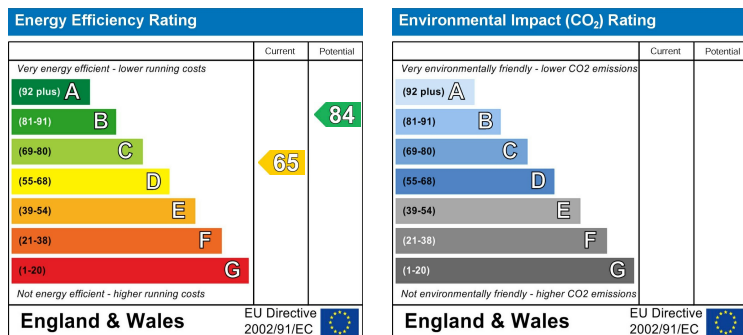 Energy Efficiency Rating
Current Potential
Very energy efficient - lower running costs
(92 plus) A
(81-91) B
84
(69-80) C
65
(55-68) D
(39-54) E
(21-38) F
(1-20) G
Not energy efficient - higher running costs
England & Wales
EU Directive
2002/91/EC
Environmental Impact (CO₂) Rating
Current Potential
Very environmentally friendly - lower CO2 emissions
(92 plus) A
(81-91) B
(69-80) C
(55-68) D
(39-54) E
(21-38) F
(1-20) G
Not environmentally friendly - higher CO2 emissions
England & Wales
EU Directive
2002/91/EC